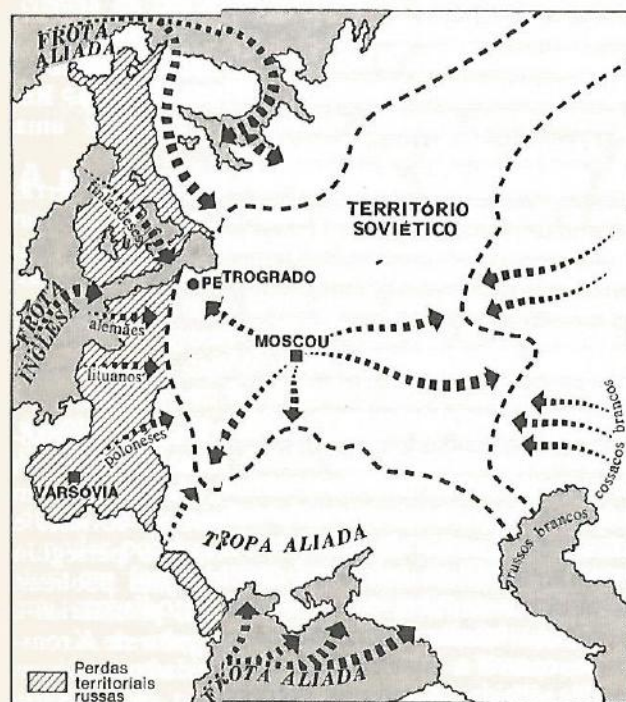 FROTA
ALIADA
TERRITÓRIO
SOVIÉTICO
finlandeses
PETROGRADO
FROTA
INGLESA
alemães
MOSCOU
lituanos
cossacos brancos
poloneses
VARSÓVIA
russos brancos
TROPA ALIADA
FROTA ALIADA
Perdas
territoriais
russas